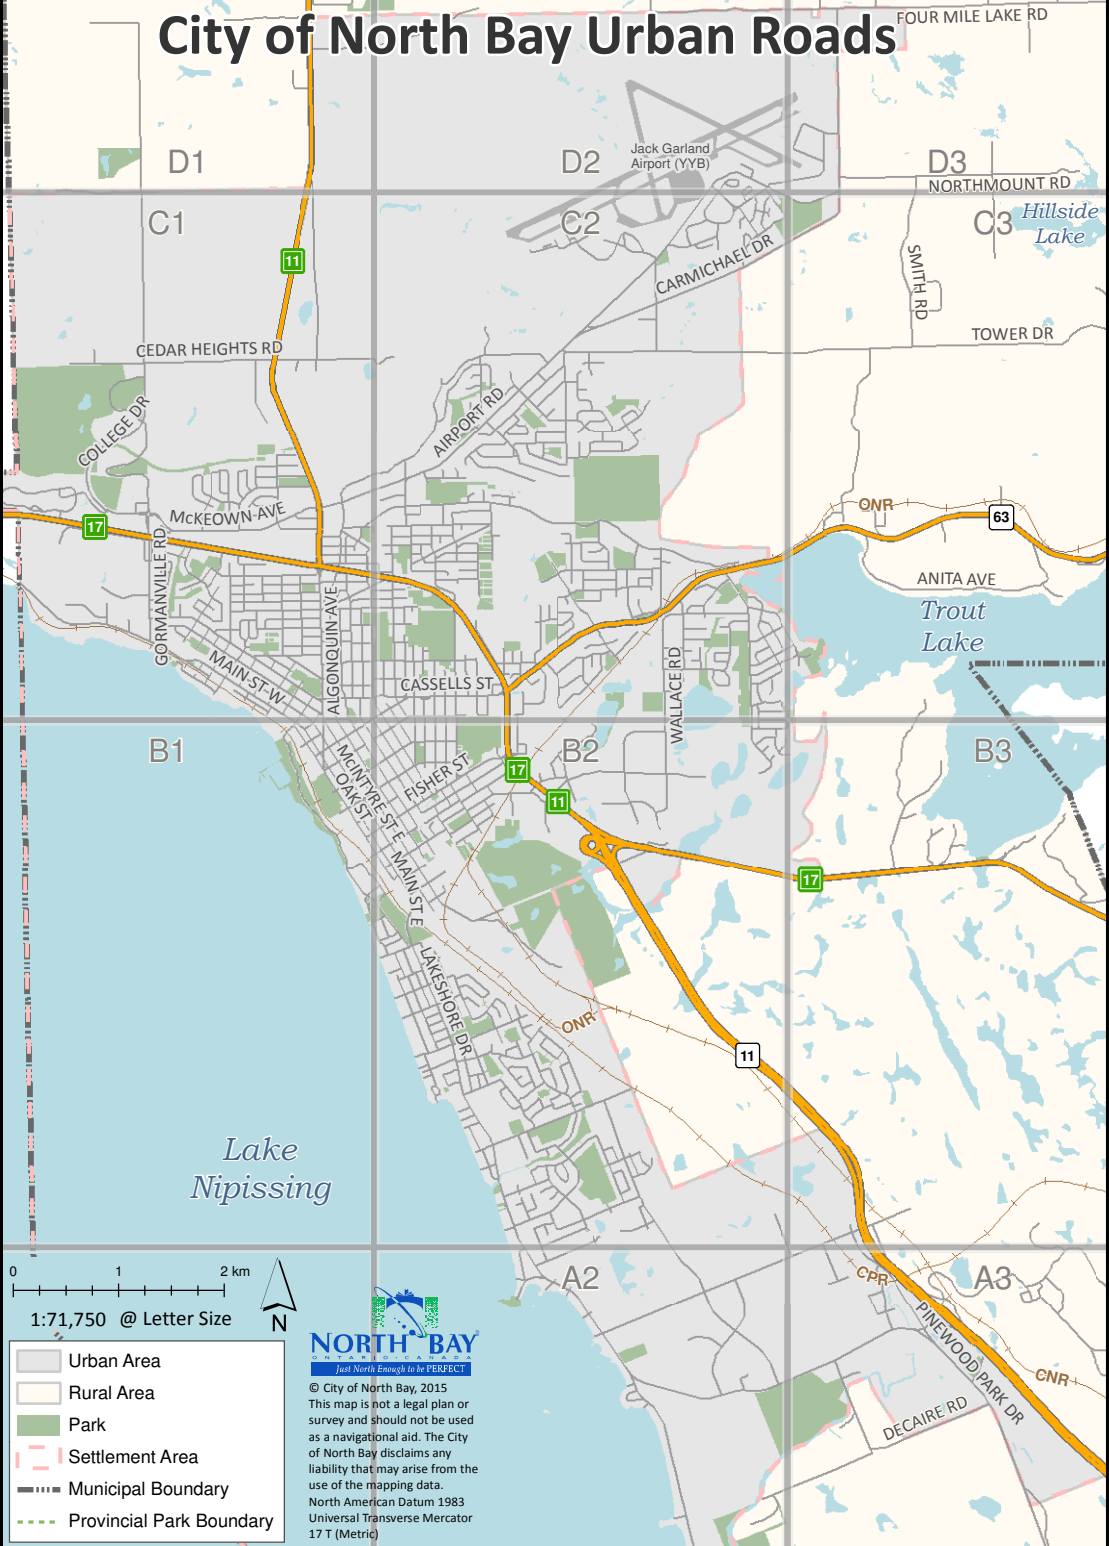 City of North Bay Urban Roads
FOUR MILE LAKE RD
D1
D2
Jack Garland
Airport (YYB)
D3
NORTHMOUNT RD
C1
C2
C3
Hillside
Lake
11
CARMICHAEL DR
SMITH RD
TOWER DR
CEDAR HEIGHTS RD
COLLEGE DR
AIRPORT RD
ONR
63
McKEOWN AVE
17
GORMANVILLE RD
ALGONQUIN AVE
ANITA AVE
Trout
Lake
MAIN ST W
CASSELLS ST
WALLACE RD
B1
B2
B3
McINTYRE ST E
OAK ST
FISHER ST
17
11
MAIN ST E
17
LAKESHORE DR
ONR
11
Lake
Nipissing
A2
CPR
A3
PINEWOOD PARK DR
CNR
DECAIRE RD
0 1 2 km
1:71,750 @ Letter Size
N
NORTH BAY
ONTARIO · CANADA
Just North Enough to be PERFECT
Urban Area
Rural Area
Park
Settlement Area
Municipal Boundary
Provincial Park Boundary
© City of North Bay, 2015
This map is not a legal plan or
survey and should not be used
as a navigational aid. The City
of North Bay disclaims any
liability that may arise from the
use of the mapping data.
North American Datum 1983
Universal Transverse Mercator
17 T (Metric)